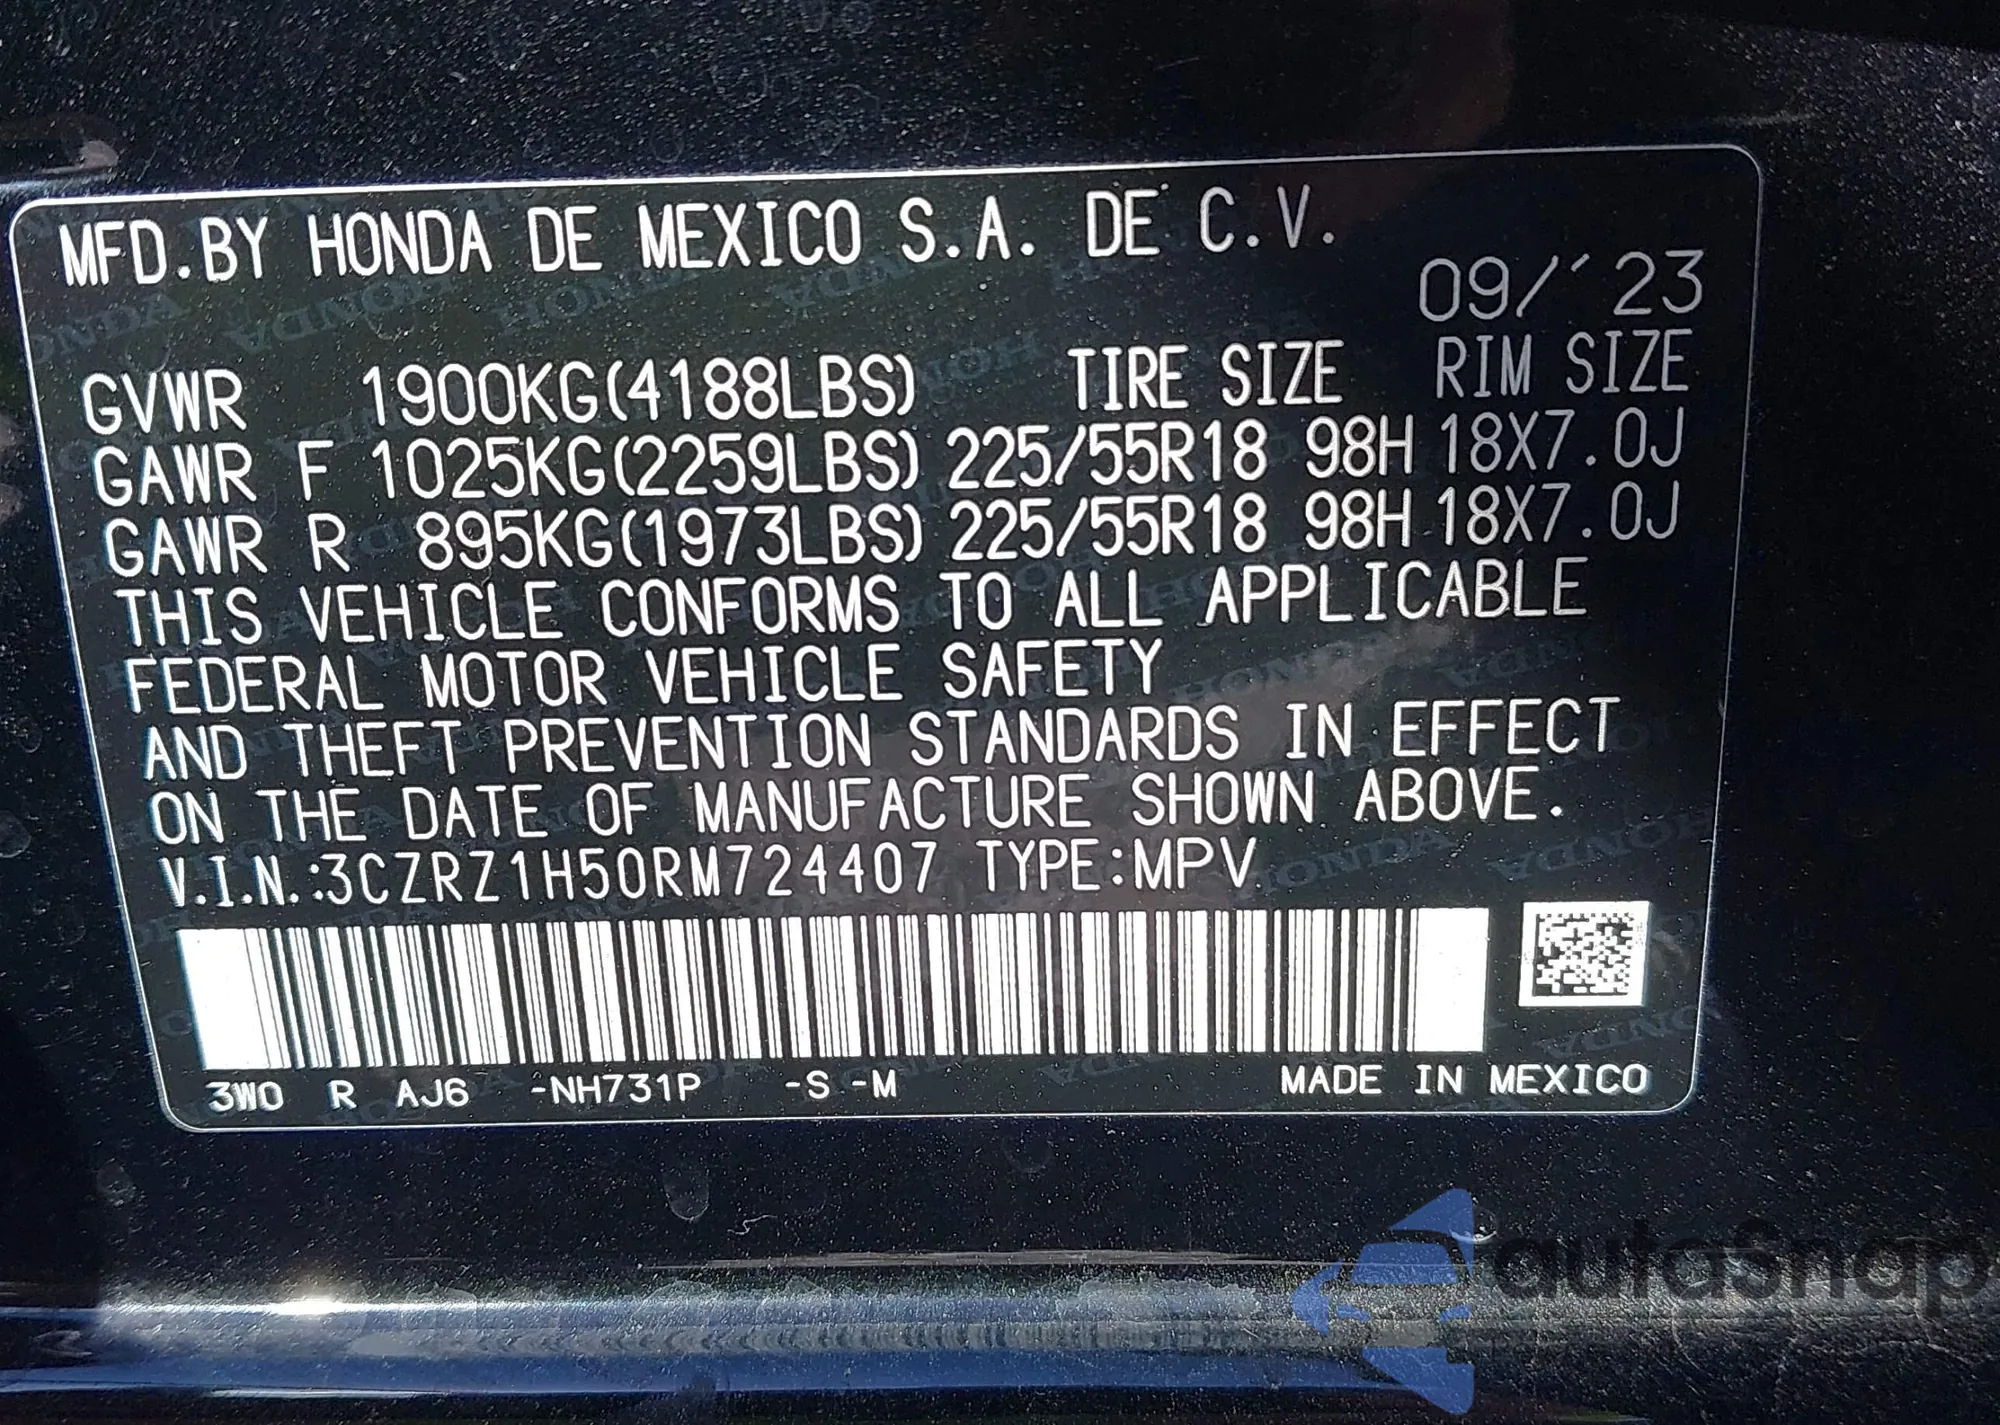 MFD.BY HONDA DE MEXICO S.A. DE C.V.
09/'23
GVWR 1900KG(4188LBS) TIRE SIZE RIM SIZE
GAWR F 1025KG(2259LBS) 225/55R18 98H 18X7.0J
GAWR R 895KG(1973LBS) 225/55R18 98H 18X7.0J
THIS VEHICLE CONFORMS TO ALL APPLICABLE
FEDERAL MOTOR VEHICLE SAFETY
AND THEFT PREVENTION STANDARDS IN EFFECT
ON THE DATE OF MANUFACTURE SHOWN ABOVE.
V.I.N.:3CZRZ1H50RM724407 TYPE:MPV
3W0 R AJ6 -NH731P -S -M MADE IN MEXICO
autosnap